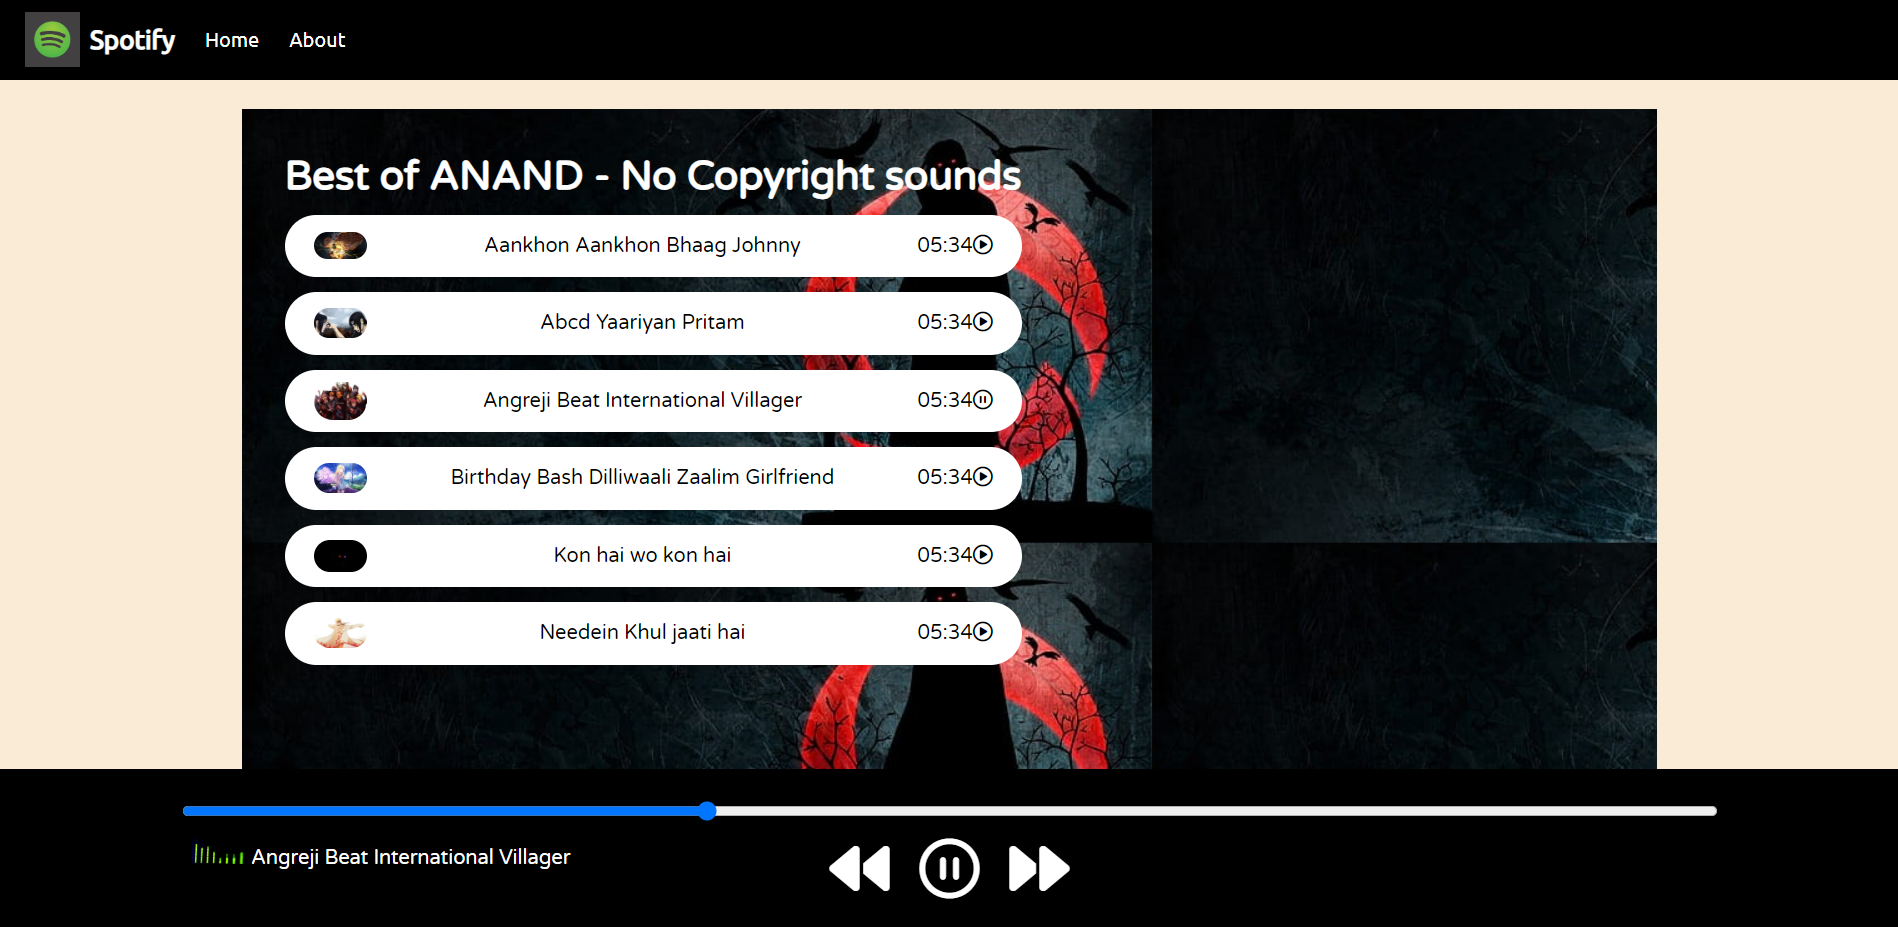 Spotify Home About
Best of ANAND - No Copyright sounds
Aankhon Aankhon Bhaag Johnny 05:34
Abcd Yaariyan Pritam 05:34
Angreji Beat International Villager 05:34
Birthday Bash Dilliwaali Zaalim Girlfriend 05:34
Kon hai wo kon hai 05:34
Needein Khul jaati hai 05:34
Angreji Beat International Villager